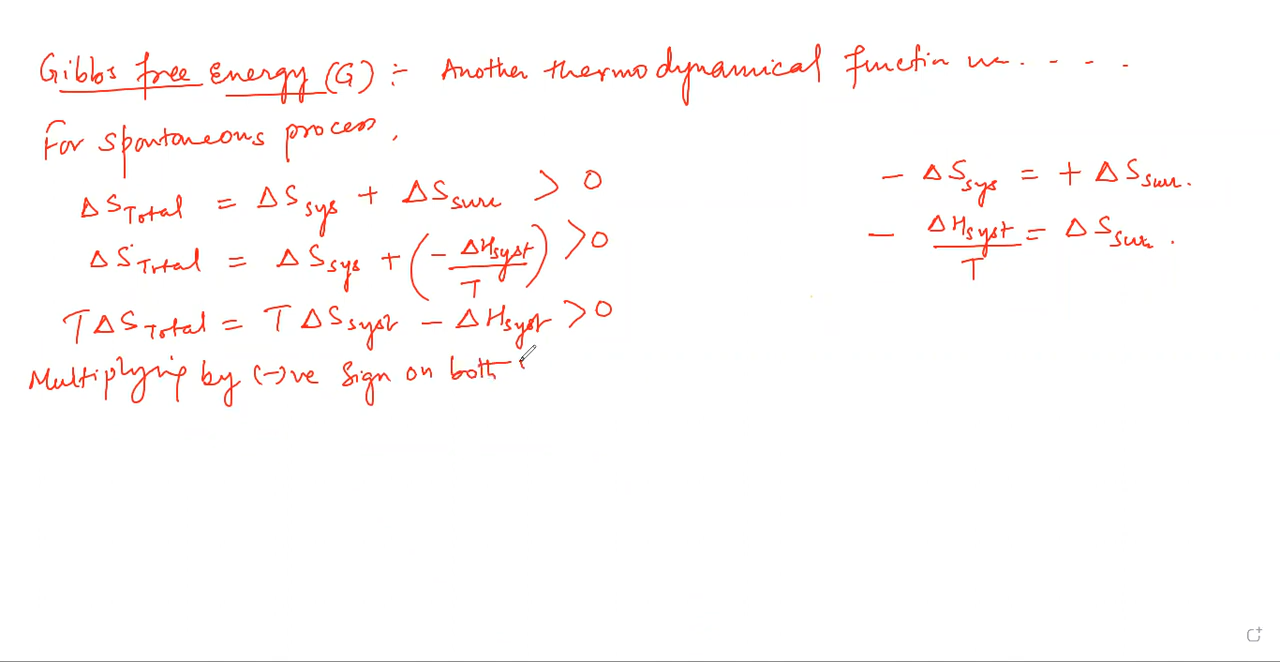 Gibbs free Energy (G) :- Another thermodynamical function we. - - - .
For spontaneous process,
ΔS_Total = ΔS_sys + ΔS_surr > 0
- ΔS_sys = + ΔS_surr.
ΔS_Total = ΔS_sys + (- ΔH_syst / T) > 0
- ΔH_syst / T = ΔS_surr.
TΔS_Total = TΔS_syst - ΔH_syst > 0
Multiplying by (-)ve Sign on both